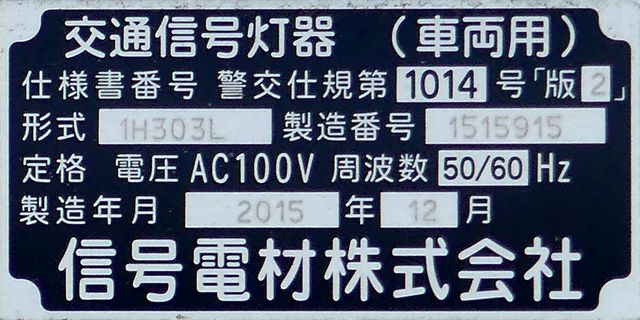 交通信号灯器 （車両用）
仕様書番号 警交仕規第 1014 号「版 2」
形式 1H303L 製造番号 1515915
定格 電圧 AC100V 周波数 50/60 Hz
製造年月 2015 年 12 月
信号電材株式会社